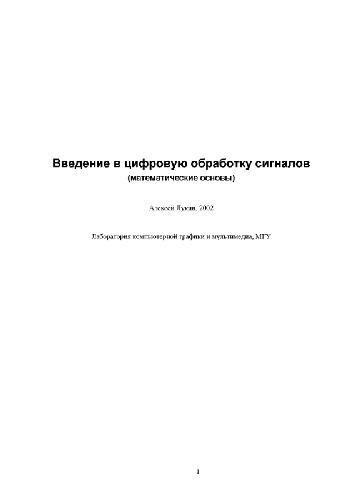 Введение в цифровую обработку сигналов
(математические основы)
Алексей Лукин, 2002
Лаборатория компьютерной графики и мультимедиа, МГУ
1